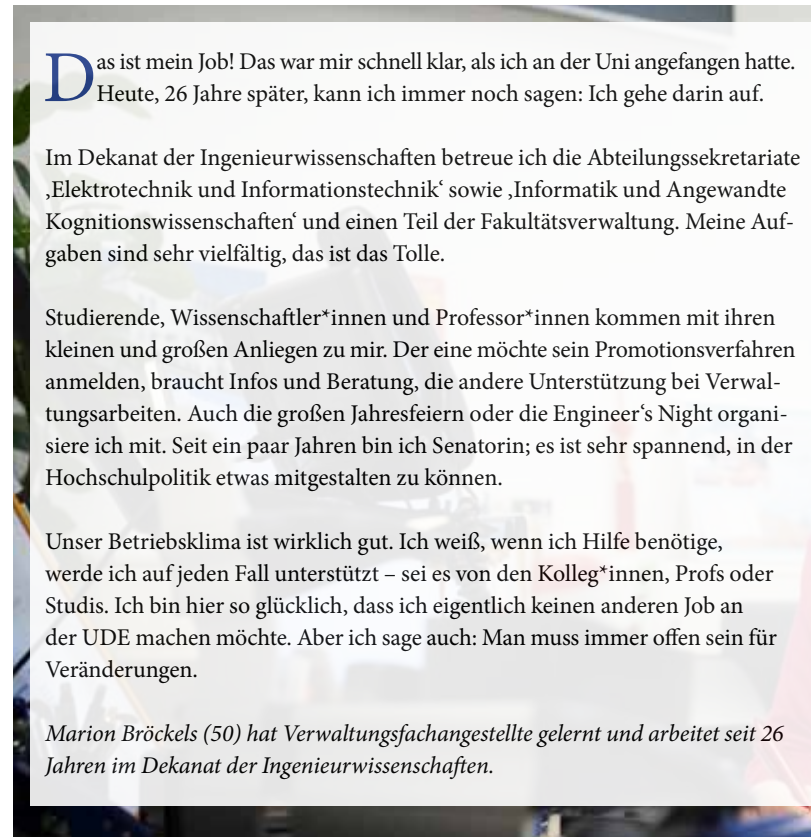 Das ist mein Job! Das war mir schnell klar, als ich an der Uni angefangen hatte.
Heute, 26 Jahre später, kann ich immer noch sagen: Ich gehe darin auf.
Im Dekanat der Ingenieurwissenschaften betreue ich die Abteilungssekretariate
‚Elektrotechnik und Informationstechnik‘ sowie ‚Informatik und Angewandte
Kognitionswissenschaften‘ und einen Teil der Fakultätsverwaltung. Meine Auf-
gaben sind sehr vielfältig, das ist das Tolle.
Studierende, Wissenschaftler*innen und Professor*innen kommen mit ihren
kleinen und großen Anliegen zu mir. Der eine möchte sein Promotionsverfahren
anmelden, braucht Infos und Beratung, die andere Unterstützung bei Verwal-
tungsarbeiten. Auch die großen Jahresfeiern oder die Engineer‘s Night organi-
siere ich mit. Seit ein paar Jahren bin ich Senatorin; es ist sehr spannend, in der
Hochschulpolitik etwas mitgestalten zu können.
Unser Betriebsklima ist wirklich gut. Ich weiß, wenn ich Hilfe benötige,
werde ich auf jeden Fall unterstützt – sei es von den Kolleg*innen, Profs oder
Studis. Ich bin hier so glücklich, dass ich eigentlich keinen anderen Job an
der UDE machen möchte. Aber ich sage auch: Man muss immer offen sein für
Veränderungen.
Marion Bröckels (50) hat Verwaltungsfachangestellte gelernt und arbeitet seit 26
Jahren im Dekanat der Ingenieurwissenschaften.